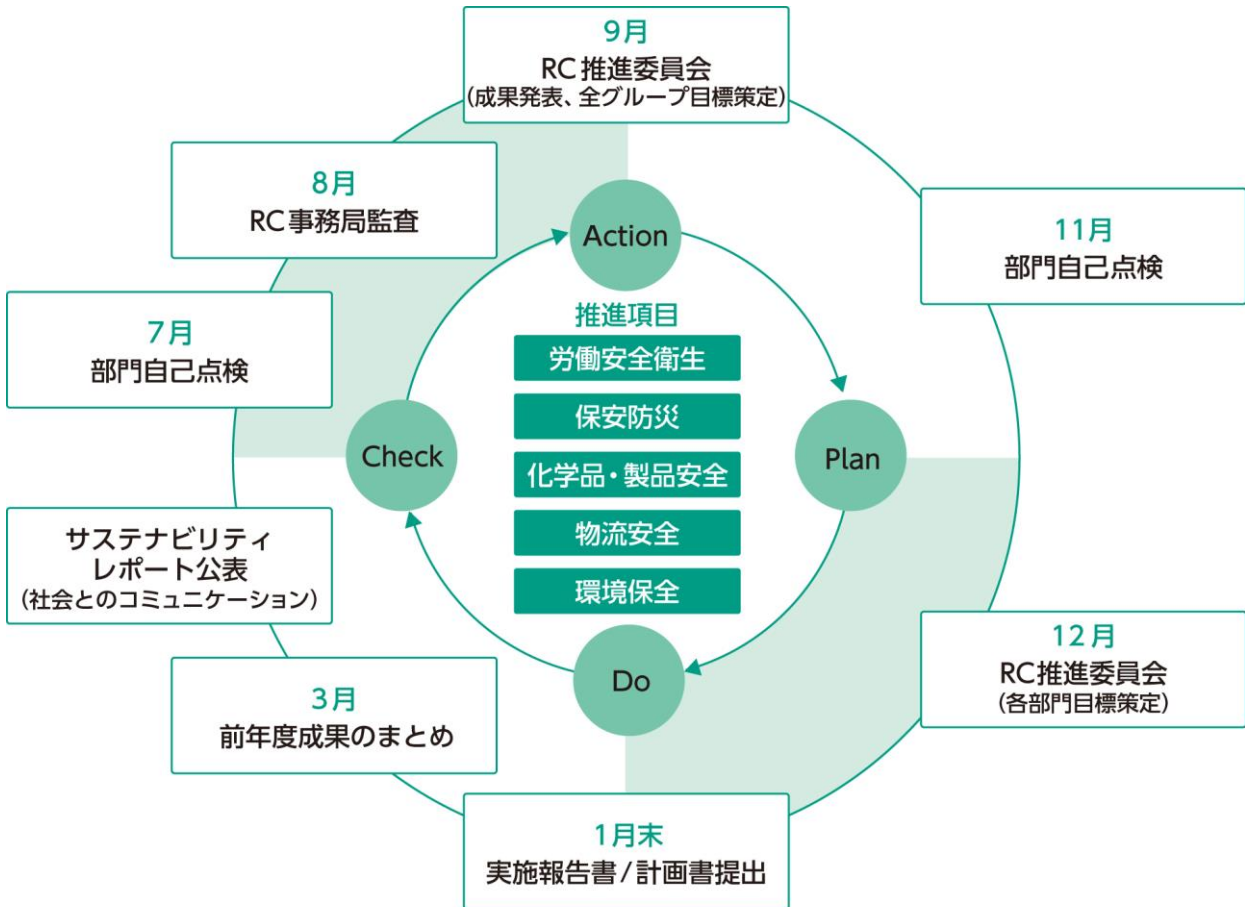 9月
RC推進委員会
(成果発表、全グループ目標策定)
8月
RC事務局監査
7月
部門自己点検
11月
部門自己点検
Action
推進項目
労働安全衛生
保安防災
化学品・製品安全
物流安全
環境保全
Check
Plan
Do
サステナビリティ
レポート公表
(社会とのコミュニケーション)
12月
RC推進委員会
(各部門目標策定)
3月
前年度成果のまとめ
1月末
実施報告書/計画書提出